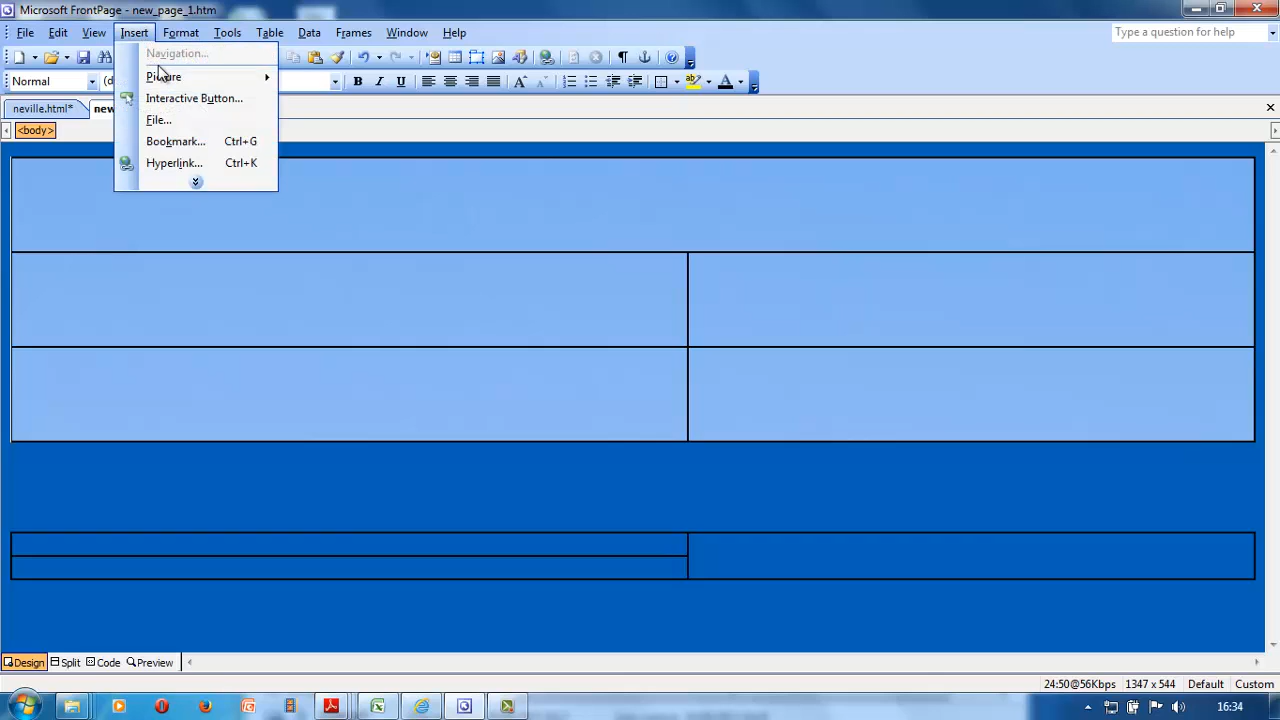 Microsoft FrontPage - new_page_1.htm
File Edit View Insert Format Tools Table Data Frames Window Help
Type a question for help
Navigation...
Picture
Interactive Button...
File...
Bookmark... Ctrl+G
Hyperlink... Ctrl+K
Normal
(d
B I U
A
neville.html*
new
<body>
Design Split Code Preview
24:50@56Kbps 1347 x 544 Default Custom
16:34